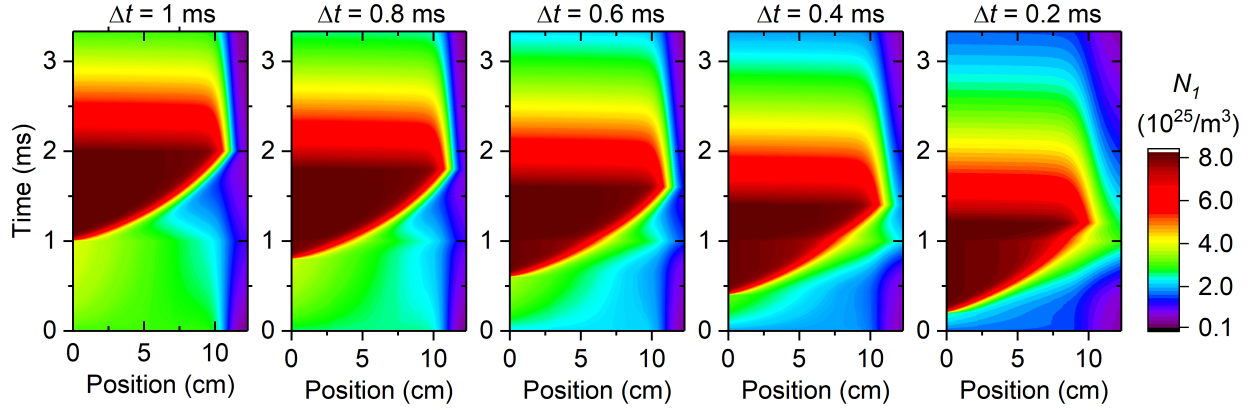 Δt = 1 ms
Δt = 0.8 ms
Δt = 0.6 ms
Δt = 0.4 ms
Δt = 0.2 ms
Time (ms)
3
2
1
0
0 5 10
Position (cm)
3
2
1
0
0 5 10
Position (cm)
3
2
1
0
0 5 10
Position (cm)
3
2
1
0
0 5 10
Position (cm)
3
2
1
0
0 5 10
Position (cm)
N1
(10²⁵/m³)
8.0
6.0
4.0
2.0
0.1